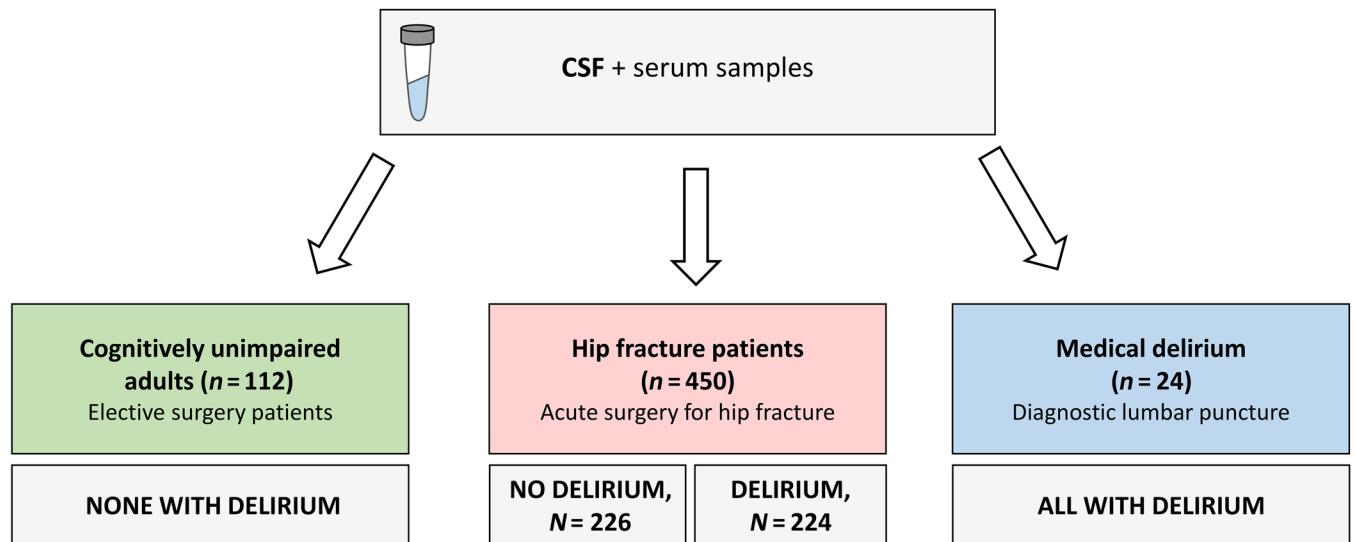 CSF + serum samples
Cognitively unimpaired
adults (n = 112)
Elective surgery patients
Hip fracture patients
(n = 450)
Acute surgery for hip fracture
Medical delirium
(n = 24)
Diagnostic lumbar puncture
NONE WITH DELIRIUM
NO DELIRIUM,
N = 226
DELIRIUM,
N = 224
ALL WITH DELIRIUM